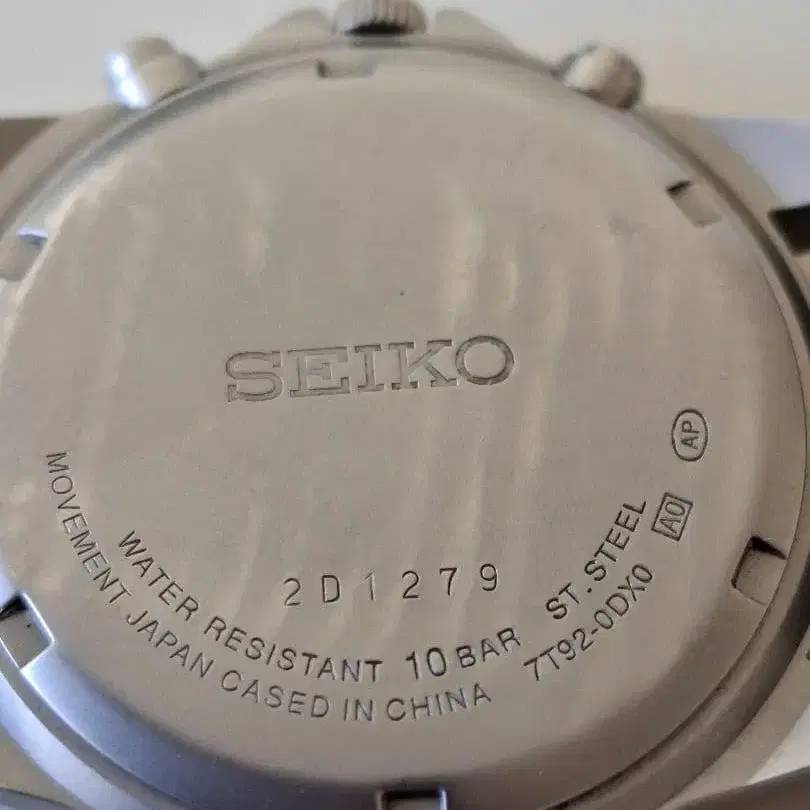 SEIKO
2D1279
WATER RESISTANT 10 BAR ST.STEEL
MOVEMENT JAPAN CASED IN CHINA 7T92-0DX0 A0 AP